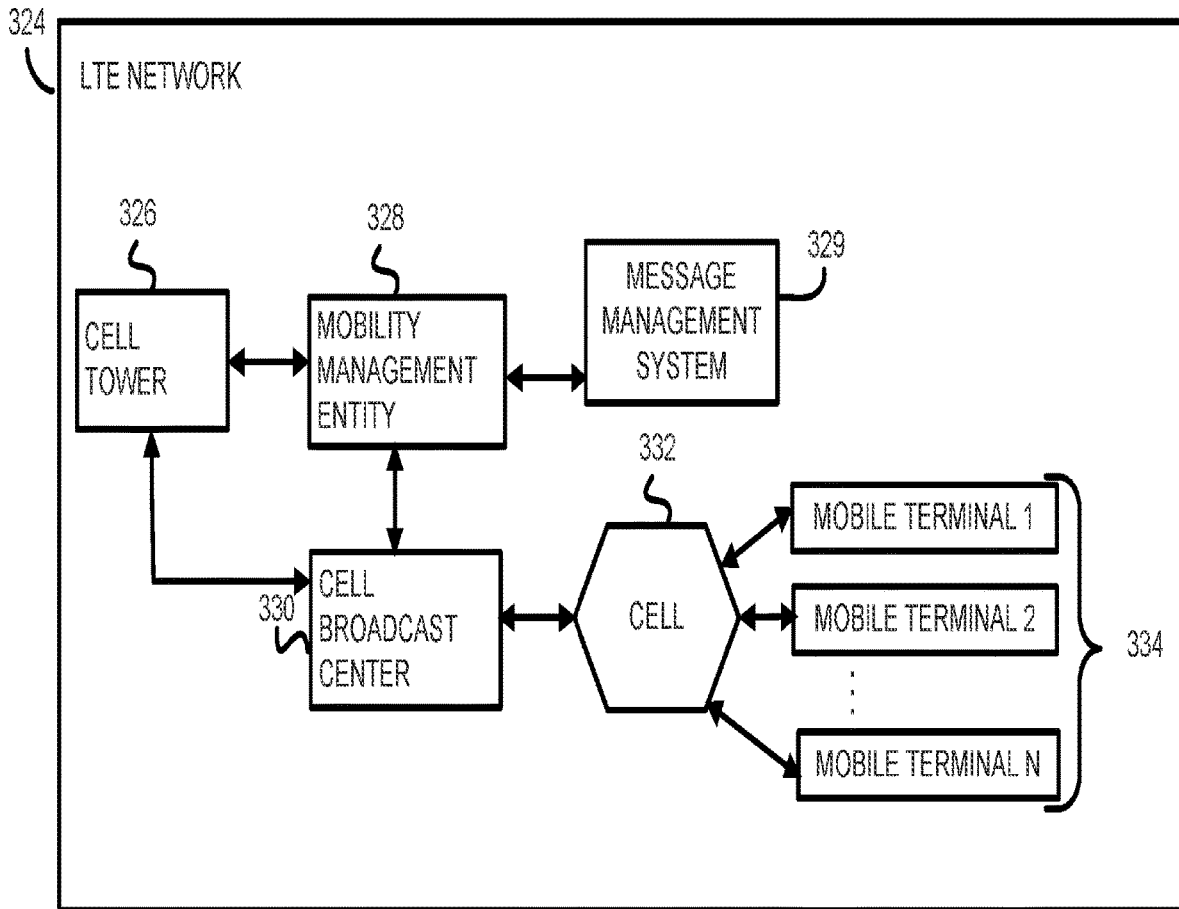 324
LTE NETWORK
326
328
329
CELL
TOWER
MOBILITY
MANAGEMENT
ENTITY
MESSAGE
MANAGEMENT
SYSTEM
332
330
CELL
BROADCAST
CENTER
CELL
MOBILE TERMINAL 1
MOBILE TERMINAL 2
MOBILE TERMINAL N
334